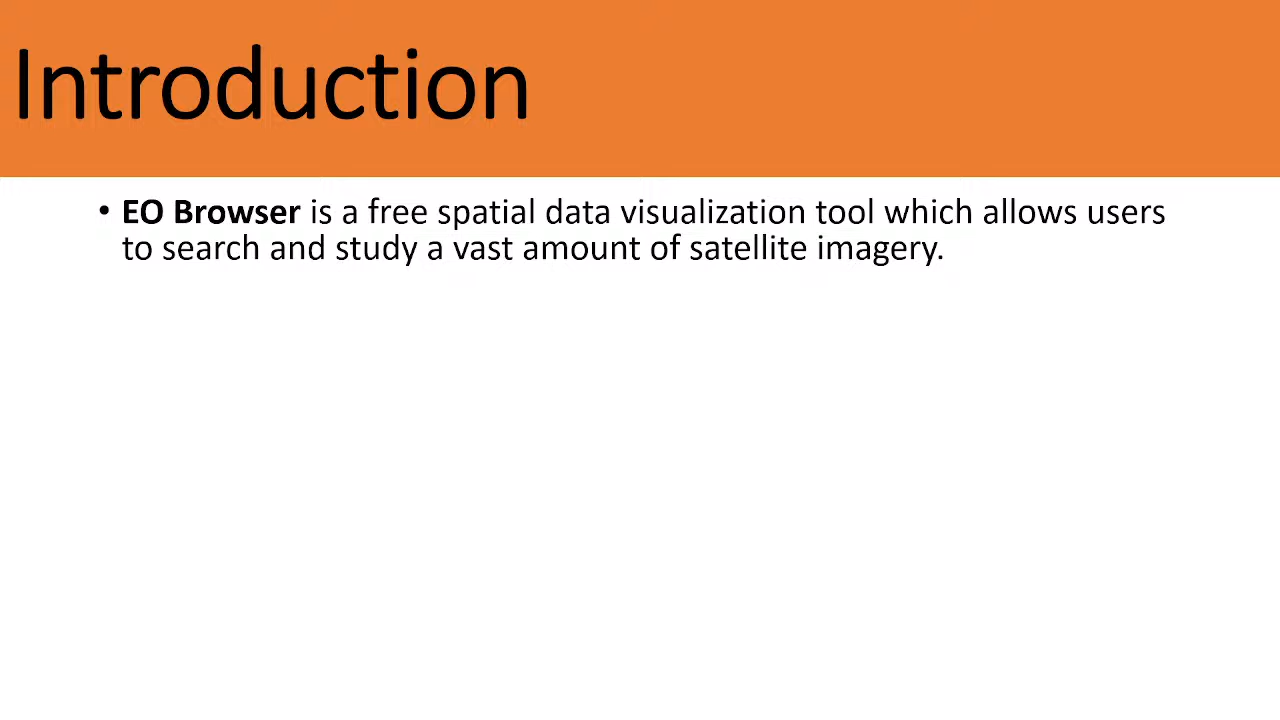 Introduction
• EO Browser is a free spatial data visualization tool which allows users
to search and study a vast amount of satellite imagery.